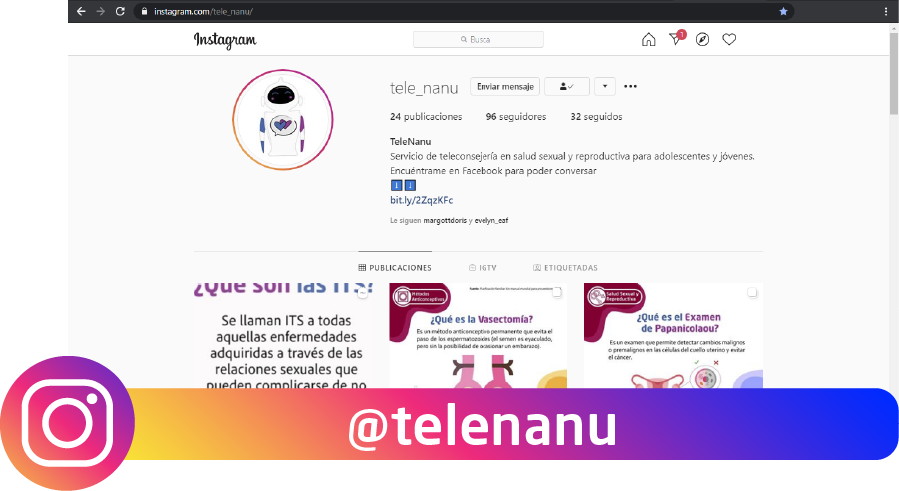 instagram.com/tele_nanu/
Instagram
Busca
1
tele_nanu
Enviar mensaje
24 publicaciones 96 seguidores 32 seguidos
TeleNanu
Servicio de teleconsejería en salud sexual y reproductiva para adolescentes y jóvenes.
Encuéntrame en Facebook para poder conversar
bit.ly/2ZqzKFc
Le siguen margottdoris y evelyn_eaf
PUBLICACIONES IGTV ETIQUETADAS
¿Qué son las ITS?
Se llaman ITS a todas
aquellas enfermedades
adquiridas a través de las
relaciones sexuales que
pueden complicarse de no
Métodos
Anticonceptivos
¿Qué es la Vasectomía?
Es un método anticonceptivo permanente que evita el
paso de los espermatozoides (el semen es eyaculado,
pero sin la posibilidad de ocasionar un embarazo).
Salud Sexual y
Reproductiva
¿Qué es el Examen
de Papanicolaou?
Es un examen que permite detectar cambios malignos
o premalignos en las células del cuello uterino y evitar
el cáncer.
@telenanu